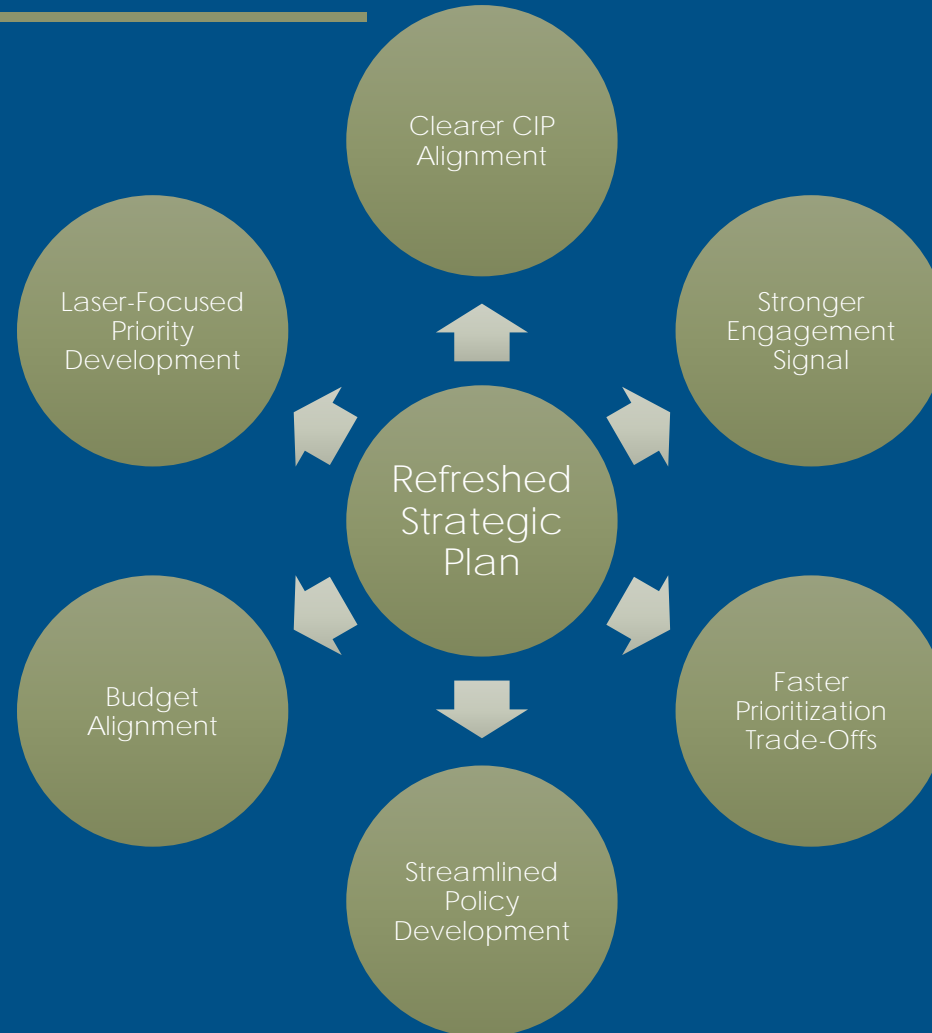 Clearer CIP
Alignment
Laser-Focused
Priority
Development
Stronger
Engagement
Signal
Refreshed
Strategic
Plan
Budget
Alignment
Faster
Prioritization
Trade-Offs
Streamlined
Policy
Development